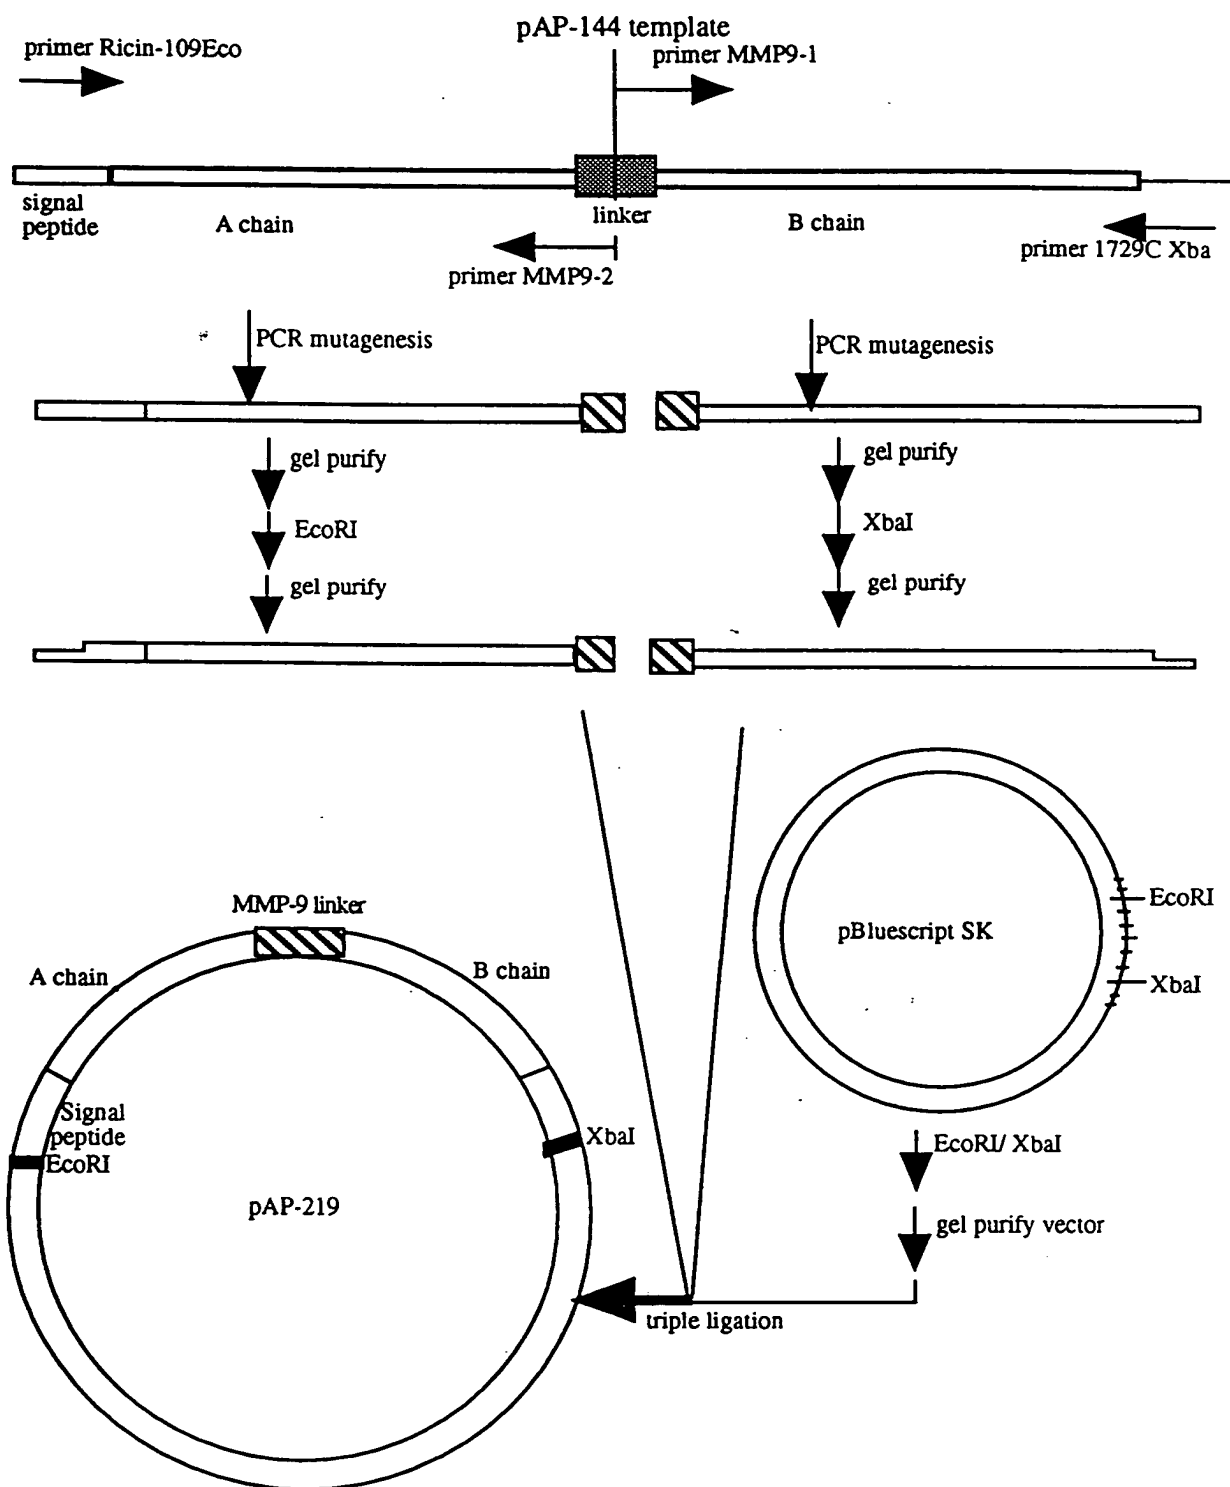 pAP-144 template
primer Ricin-109Eco
primer MMP9-1
signal
peptide
A chain
linker
B chain
primer MMP9-2
primer 1729C Xba
PCR mutagenesis
PCR mutagenesis
gel purify
gel purify
EcoRI
XbaI
gel purify
gel purify
MMP-9 linker
A chain
B chain
EcoRI
pBluescript SK
XbaI
Signal
peptide
EcoRI
XbaI
pAP-219
EcoRI/ XbaI
gel purify vector
triple ligation